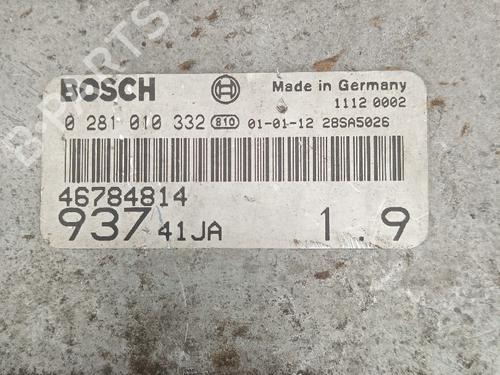 B-PARTS
BOSCH Made in Germany
1112 0002
0 281 010 332 810 01-01-12 28SA5026
46784814
937 41JA 1.9